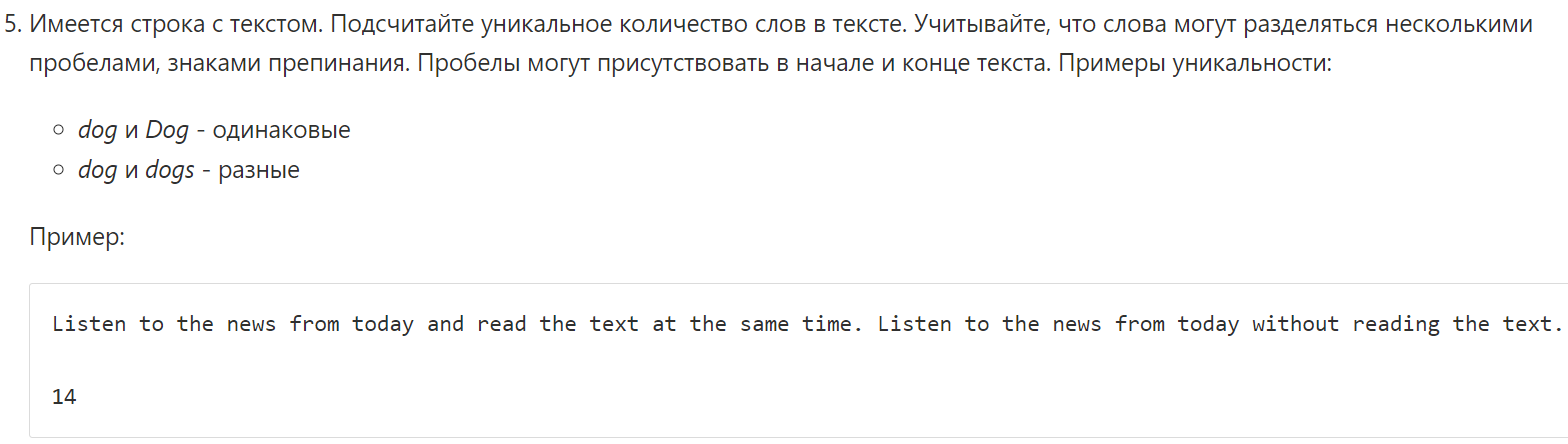 5. Имеется строка с текстом. Подсчитайте уникальное количество слов в тексте. Учитывайте, что слова могут разделяться несколькими
пробелами, знаками препинания. Пробелы могут присутствовать в начале и конце текста. Примеры уникальности:
dog и Dog - одинаковые
dog и dogs - разные
Пример:
Listen to the news from today and read the text at the same time. Listen to the news from today without reading the text.
14